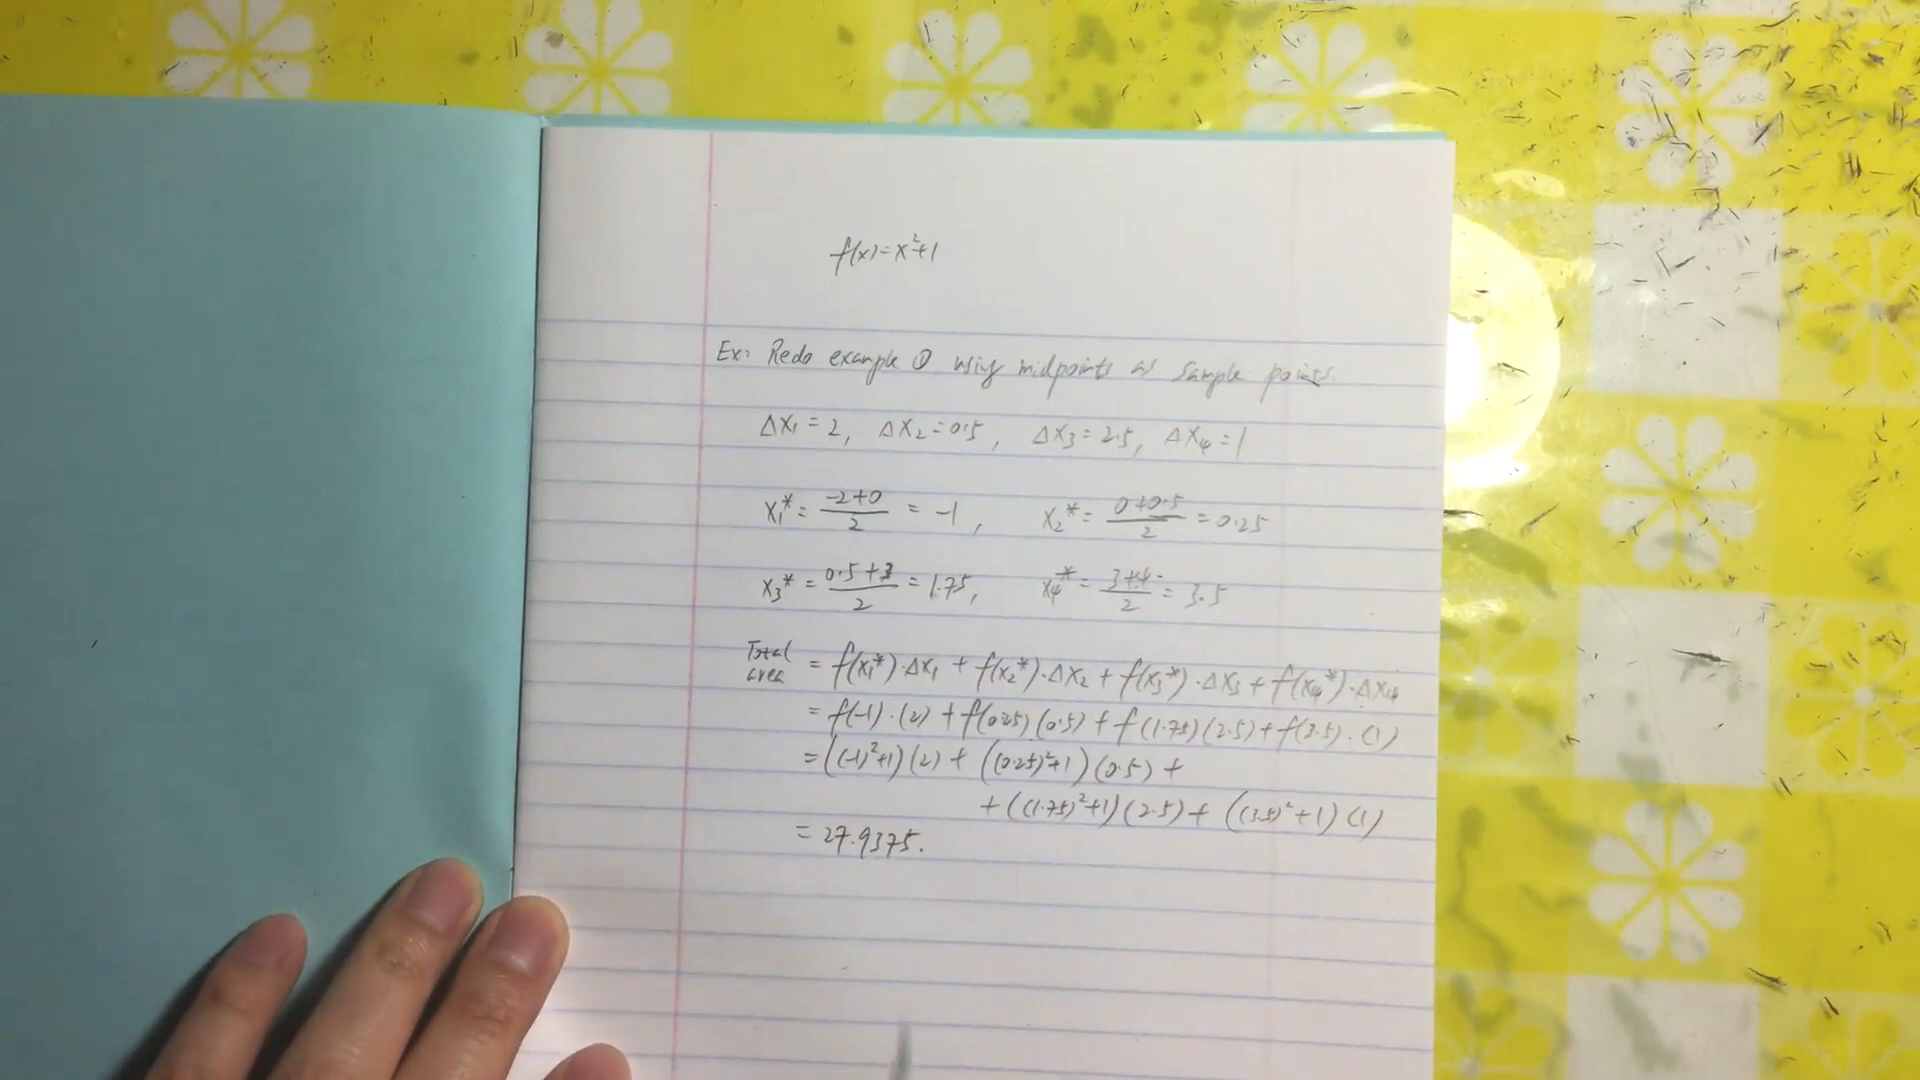 f(x)=x²+1
Ex: Redo example ① using midpoints as sample points.
Δx₁=2, Δx₂=0.5, Δx₃=2.5, Δx₄=1
x₁*= (-2+0)/2 = -1, x₂*= (0+0.5)/2 = 0.25
x₃*= (0.5+3)/2 = 1.75, x₄*= (3+4)/2 = 3.5
Total area = f(x₁*)·Δx₁ + f(x₂*)·Δx₂ + f(x₃*)·Δx₃ + f(x₄*)·Δx₄
= f(-1)·(2) + f(0.25)(0.5) + f(1.75)(2.5) + f(3.5)·(1)
= ((-1)²+1)(2) + ((0.25)²+1)(0.5) +
+ ((1.75)²+1)(2.5) + ((3.5)²+1)(1)
= 27.9375.